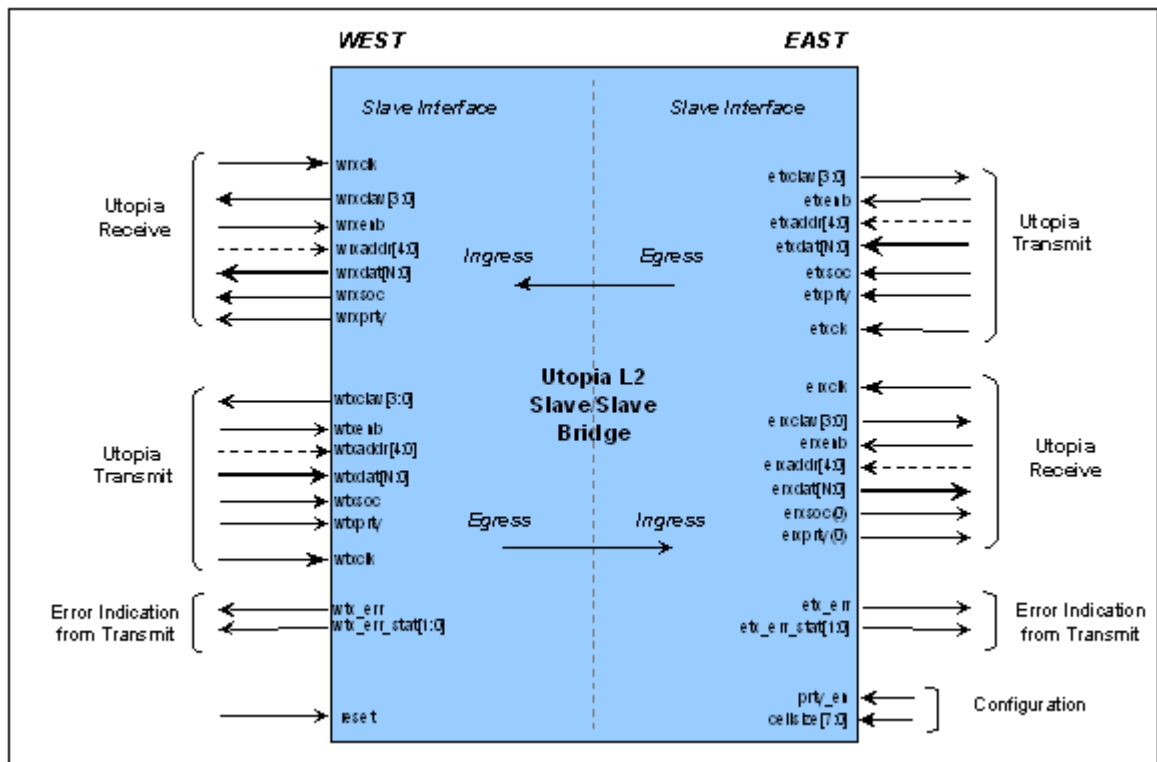 WEST
EAST
Slave Interface
Slave Interface
Utopia
Receive
wrxclk
wrxclav[3:0]
wrxenb
wrxaddr[4:0]
wrxdat[N:0]
wrxsoc
wrxprty
etxclav[3:0]
etxenb
etxaddr[4:0]
etxdat[N:0]
etxsoc
etxprty
etxclk
Utopia
Transmit
Ingress
Egress
Utopia L2
Slave/Slave
Bridge
Utopia
Transmit
wtxclav[3:0]
wtxenb
wtxaddr[4:0]
wtxdat[N:0]
wtxsoc
wtxprty
wtxclk
erxclk
erxclav[3:0]
erxenb
erxaddr[4:0]
erxdat[N:0]
erxsoc(0)
erxprty(0)
Utopia
Receive
Egress
Ingress
Error Indication
from Transmit
wtx_err
wtx_err_stat[1:0]
etx_err
etx_err_stat[1:0]
Error Indication
from Transmit
reset
prty_en
cellsize[7:0]
Configuration